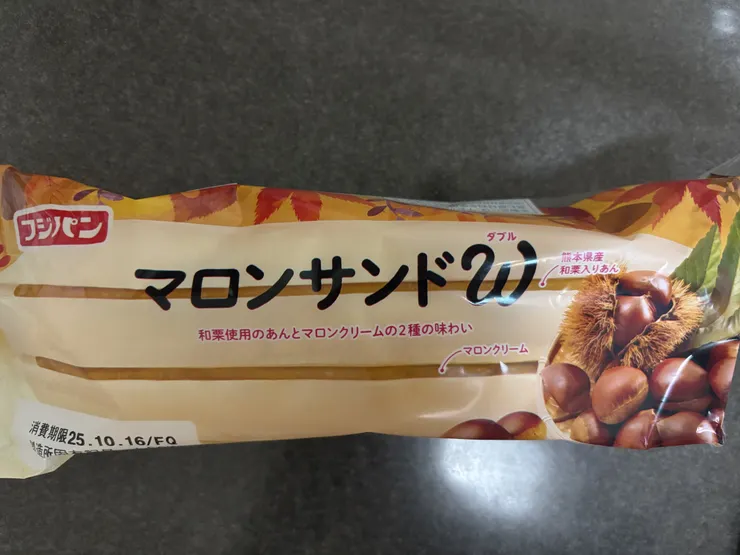 フジパン
ダブル
マロンサンドW
熊本県産
和栗入りあん
和栗使用のあんとマロンクリームの2種の味わい
マロンクリーム
消費期限25.10.16/FQ